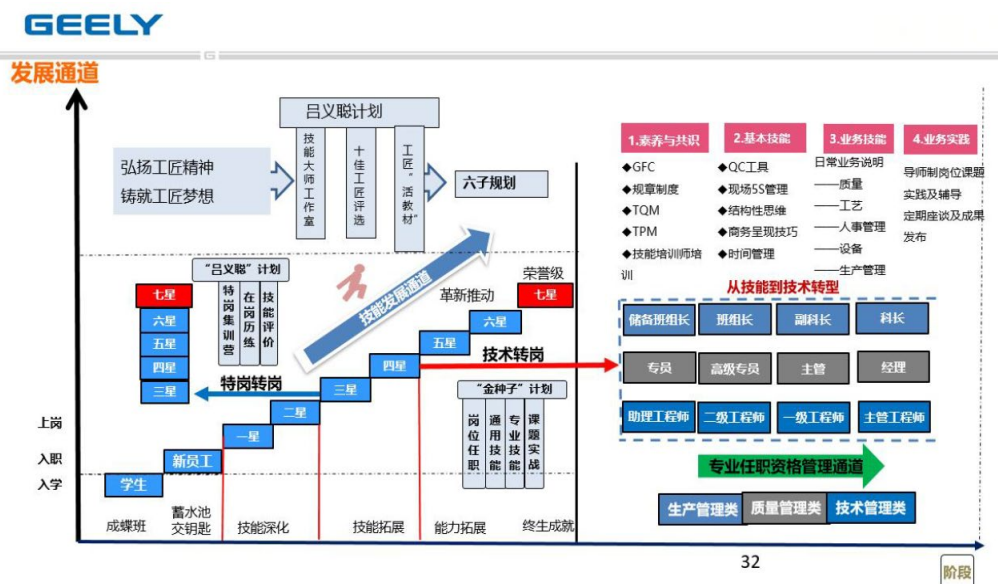 GEELY
发展通道
吕义聪计划
弘扬工匠精神
铸就工匠梦想
技能大师工作室
十佳工匠评选
工匠"活教材"
六子规划
1.素养与共识
◆GFC
◆规章制度
◆TQM
◆TPM
◆技能培训师培
训
2.基本技能
◆QC工具
◆现场5S管理
◆结构性思维
◆商务呈现技巧
◆时间管理
3.业务技能
日常业务说明
——质量
——工艺
——人事管理
——设备
——生产管理
4.业务实践
导师制岗位课题
实践及辅导
定期座谈及成果
发布
"吕义聪"计划
特岗集训营
在岗历练
技能评价
七星
六星
五星
四星
三星
特岗转岗
技能发展通道
荣誉级
革新推动
七星
六星
五星
四星
三星
二星
一星
新员工
学生
技术转岗
"金种子"计划
岗位任职
通用技能
专业技能
课题实战
从技能到技术转型
储备班组长
班组长
副科长
科长
专员
高级专员
主管
经理
助理工程师
二级工程师
一级工程师
主管工程师
专业任职资格管理通道
生产管理类
质量管理类
技术管理类
上岗
入职
入学
成蝶班
蓄水池
交钥匙
技能深化
技能拓展
能力拓展
终生成就
32
阶段